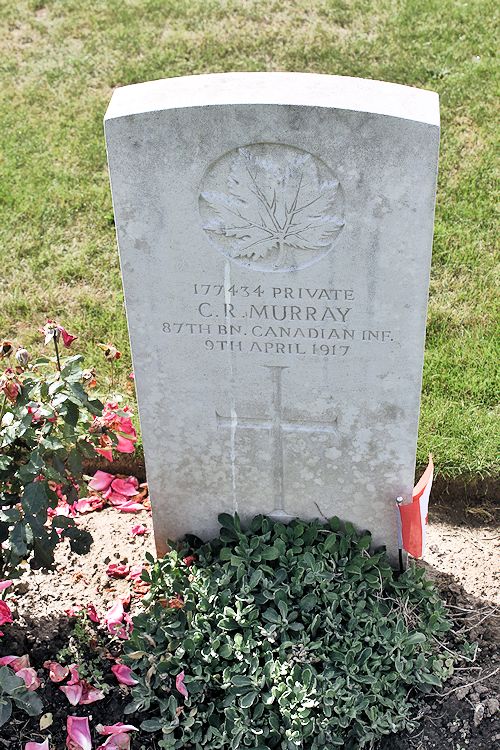 177434 PRIVATE
C. R. MURRAY
87TH BN. CANADIAN INF.
9TH APRIL 1917